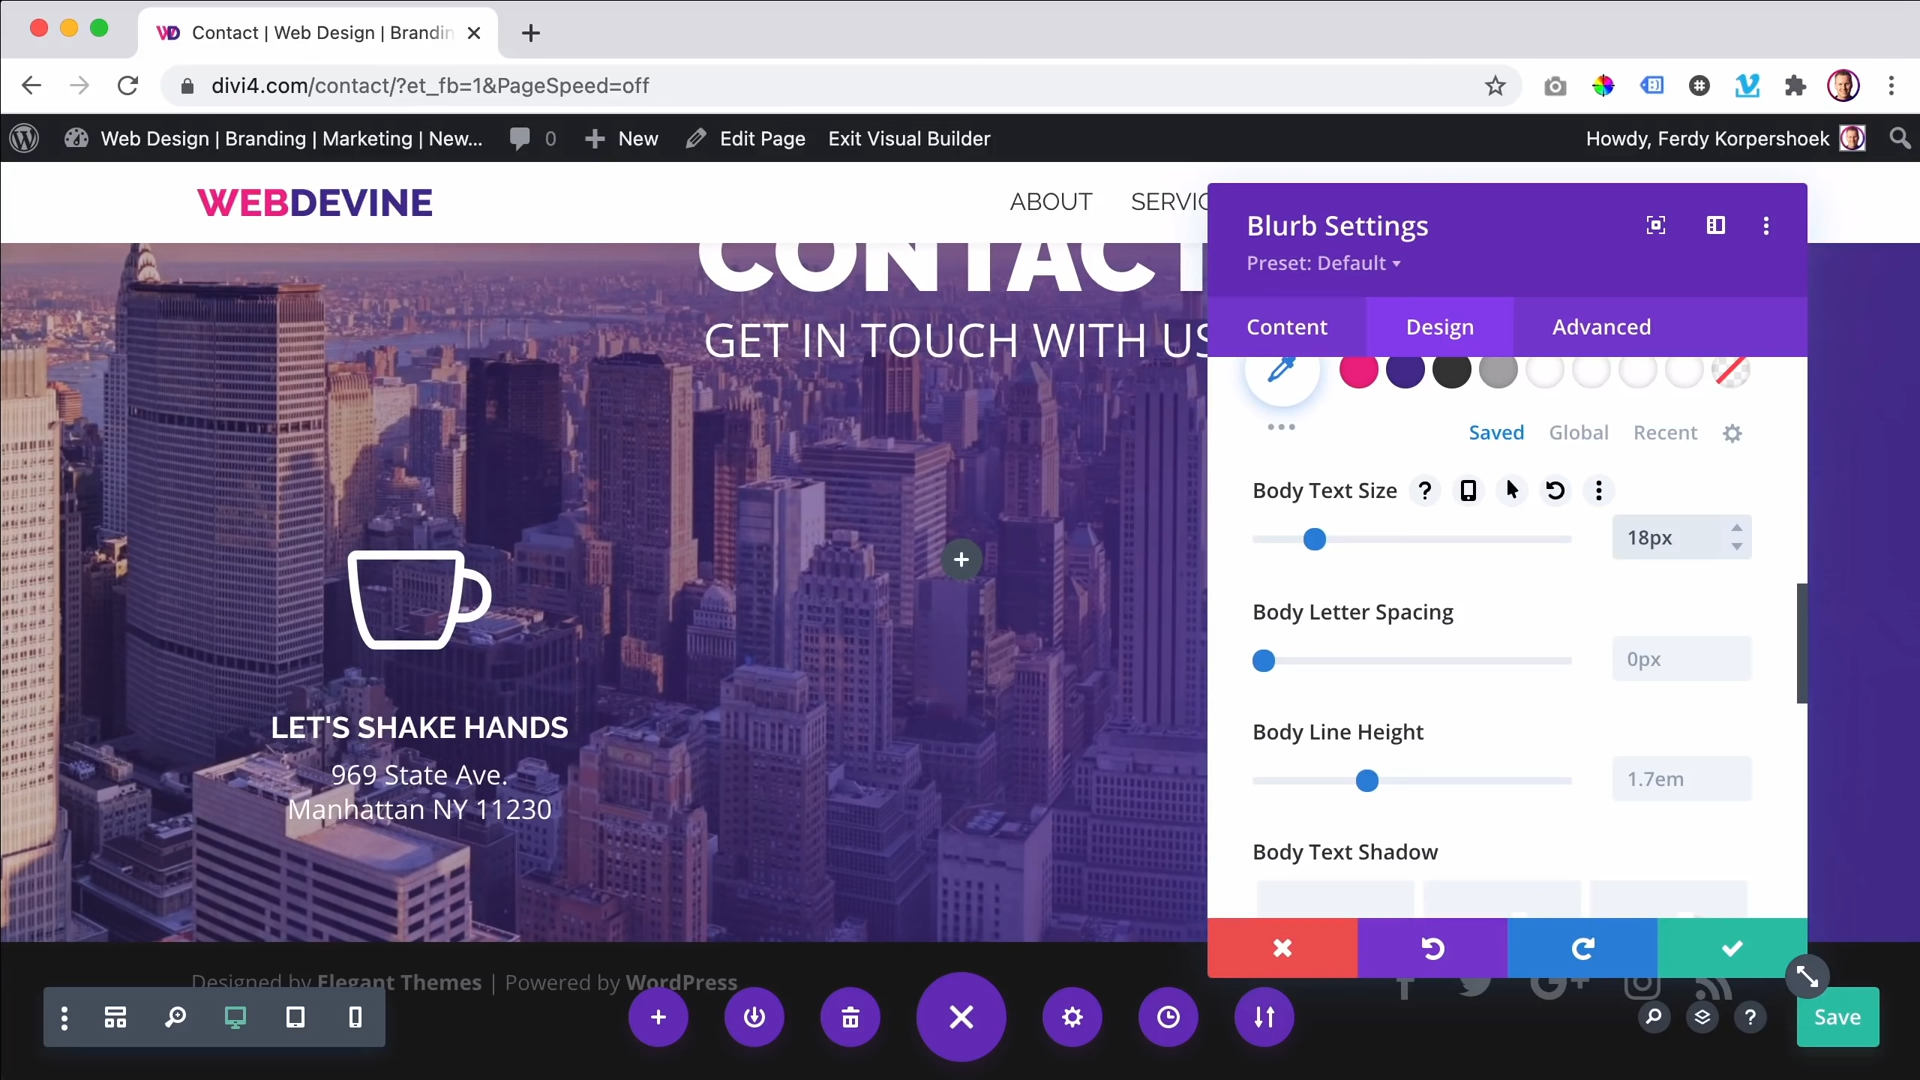 Contact | Web Design | Brandin
divi4.com/contact/?et_fb=1&PageSpeed=off
Web Design | Branding | Marketing | New... 0 New Edit Page Exit Visual Builder Howdy, Ferdy Korpershoek
WEBDEVINE ABOUT SERVIC
CONTACT
GET IN TOUCH WITH US
LET'S SHAKE HANDS
969 State Ave.
Manhattan NY 11230
Blurb Settings
Preset: Default
Content Design Advanced
Saved Global Recent
Body Text Size
18px
Body Letter Spacing
0px
Body Line Height
1.7em
Body Text Shadow
Designed by Elegant Themes | Powered by WordPress
Save